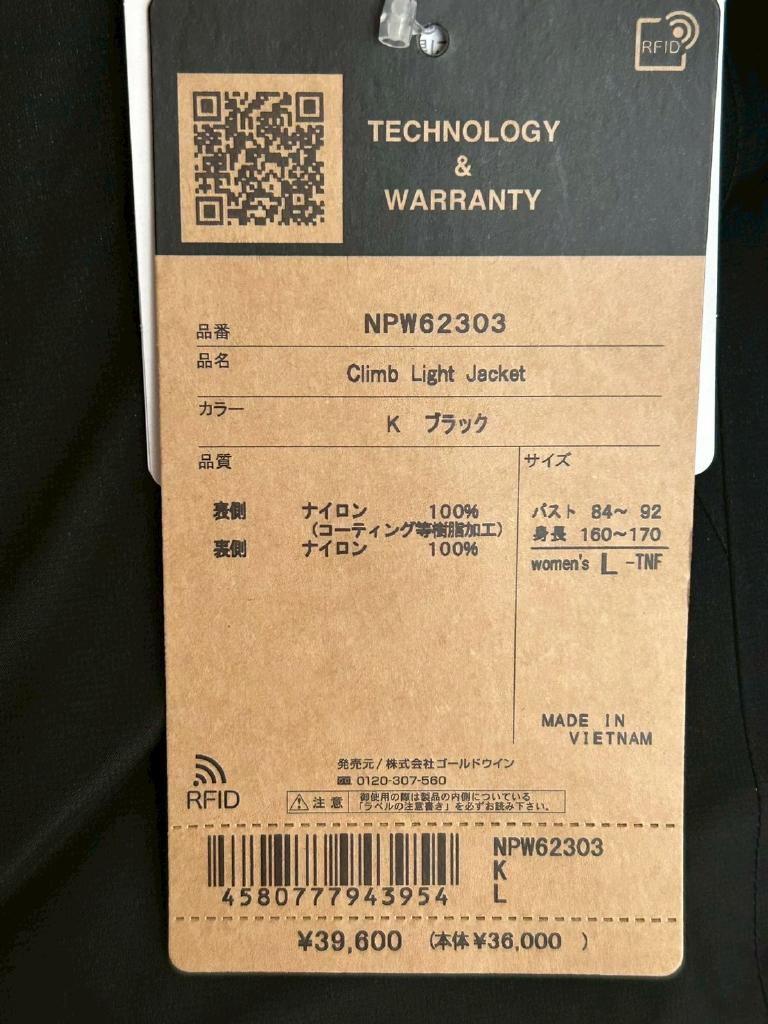 RFID
TECHNOLOGY
&
WARRANTY
品番 NPW62303
品名 Climb Light Jacket
カラー K ブラック
品質
表側 ナイロン 100%
(コーティング等樹脂加工)
裏側 ナイロン 100%
サイズ
バスト 84〜 92
身長 160〜170
women's L -TNF
MADE IN
VIETNAM
RFID
発売元/株式会社ゴールドウイン
0120-307-560
注意 御使用の際は製品の内側についている
「ラベルの注意書き」を必ずお読み下さい。
4580777943954
NPW62303
K
L
¥39,600 (本体¥36,000 )